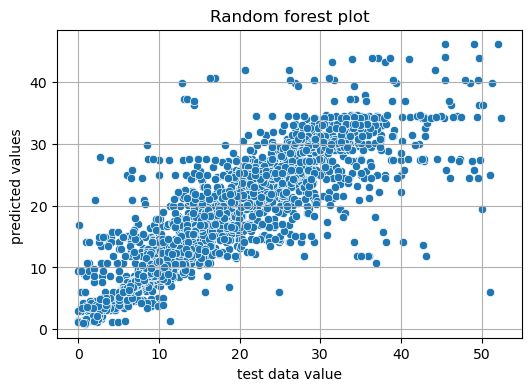 Random forest plot
predicted values
40
30
20
10
0
0 10 20 30 40 50
test data value